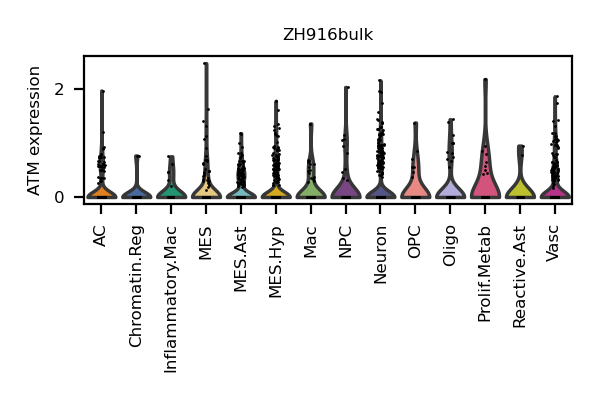 ZH916bulk
ATM expression
2
0
AC
Chromatin.Reg
Inflammatory.Mac
MES
MES.Ast
MES.Hyp
Mac
NPC
Neuron
OPC
Oligo
Prolif.Metab
Reactive.Ast
Vasc